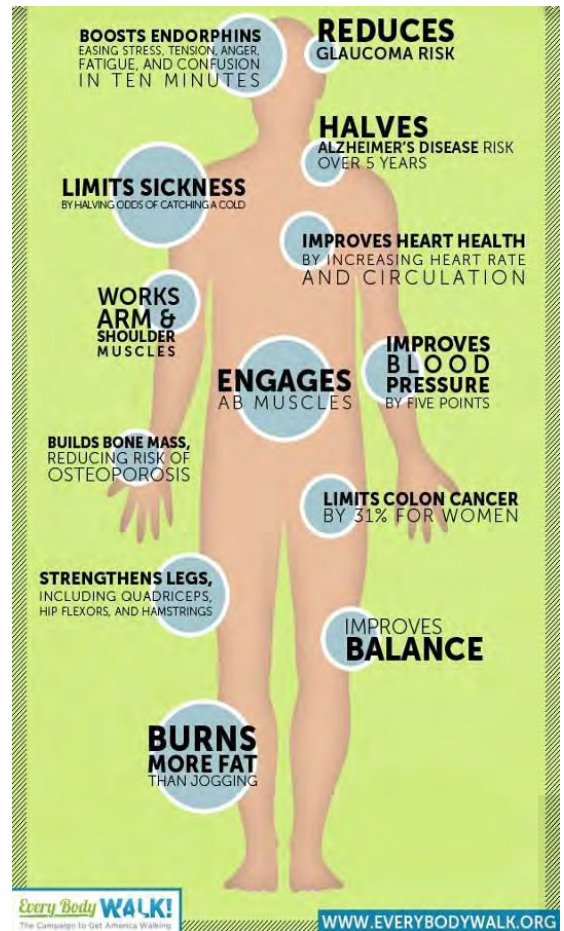 BOOSTS ENDORPHINS
EASING STRESS, TENSION, ANGER,
FATIGUE, AND CONFUSION
IN TEN MINUTES
REDUCES
GLAUCOMA RISK
HALVES
ALZHEIMER'S DISEASE RISK
OVER 5 YEARS
LIMITS SICKNESS
BY HALVING ODDS OF CATCHING A COLD
IMPROVES HEART HEALTH
BY INCREASING HEART RATE
AND CIRCULATION
WORKS
ARM &
SHOULDER
MUSCLES
IMPROVES
BLOOD
PRESSURE
BY FIVE POINTS
ENGAGES
AB MUSCLES
BUILDS BONE MASS,
REDUCING RISK OF
OSTEOPOROSIS
LIMITS COLON CANCER
BY 31% FOR WOMEN
STRENGTHENS LEGS,
INCLUDING QUADRICEPS,
HIP FLEXORS, AND HAMSTRINGS
IMPROVES
BALANCE
BURNS
MORE FAT
THAN JOGGING
Every Body WALK!
The Campaign to Get America Walking
WWW.EVERYBODYWALK.ORG